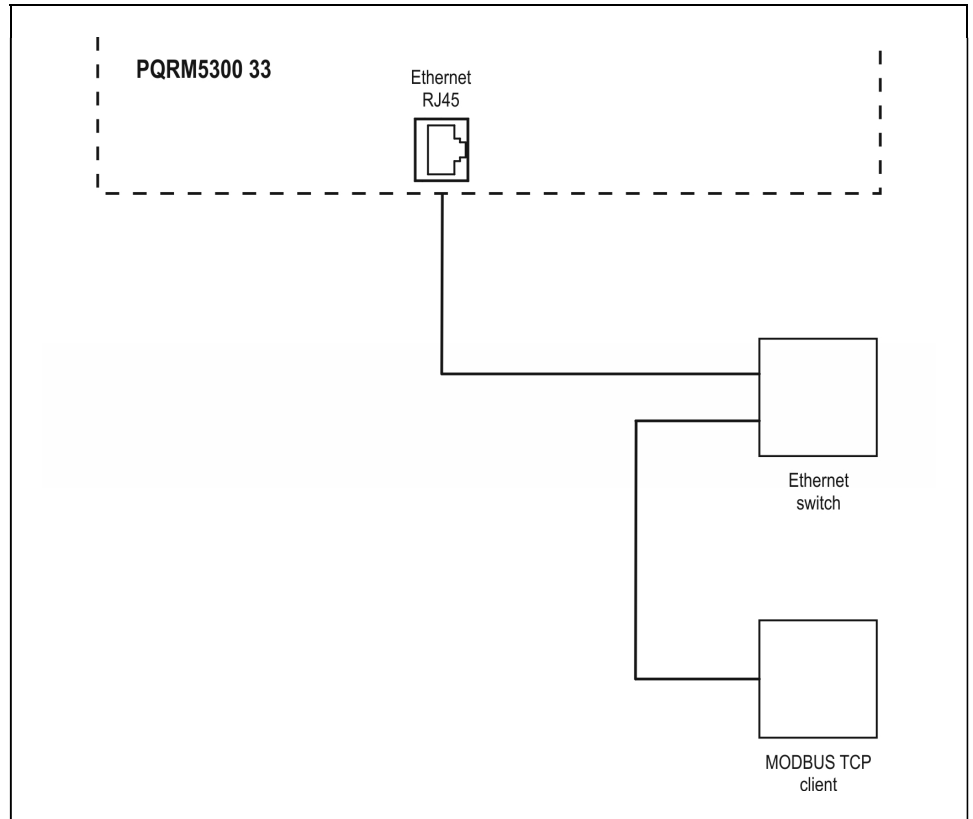 PQRM5300 33
Ethernet
RJ45
Ethernet
switch
MODBUS TCP
client